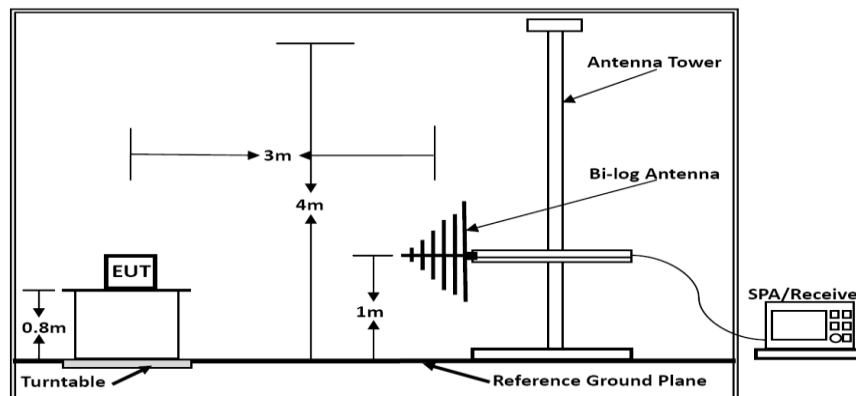 Antenna Tower
3m
Bi-log Antenna
4m
EUT
SPA/Receive
0.8m
1m
Turntable
Reference Ground Plane